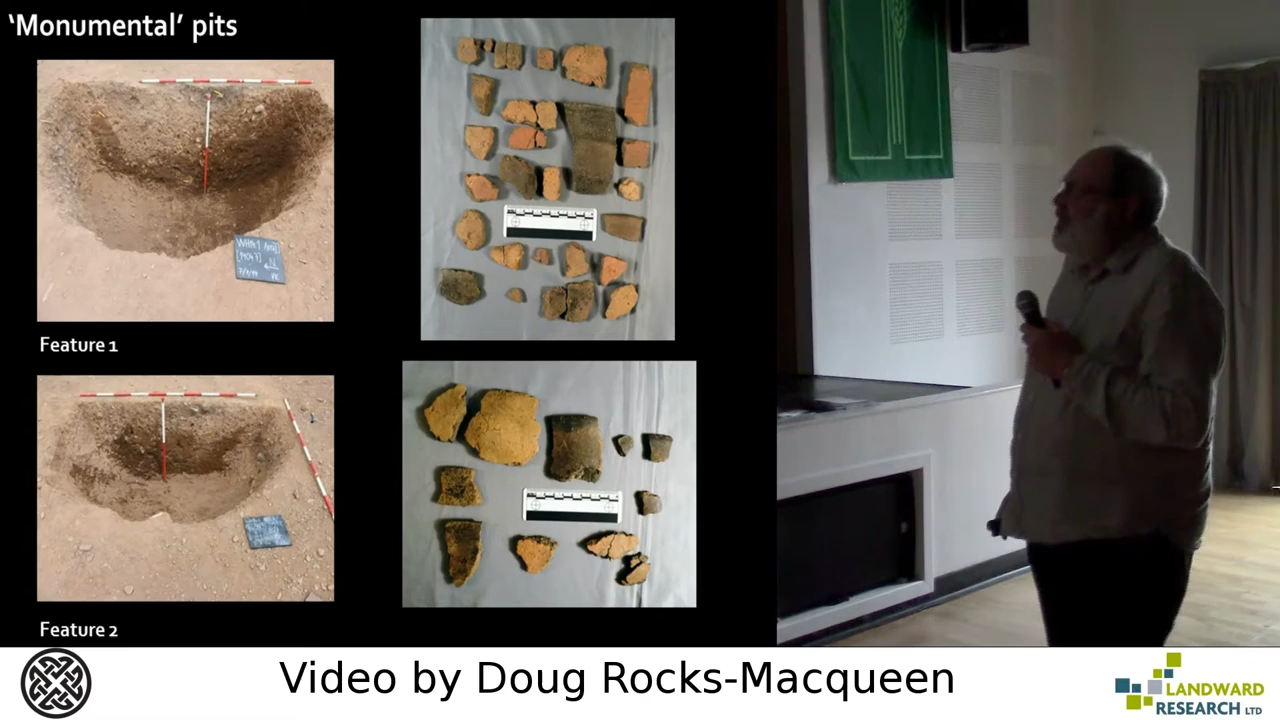 'Monumental' pits
Feature 1
Feature 2
Video by Doug Rocks-Macqueen
LANDWARD
RESEARCH LTD